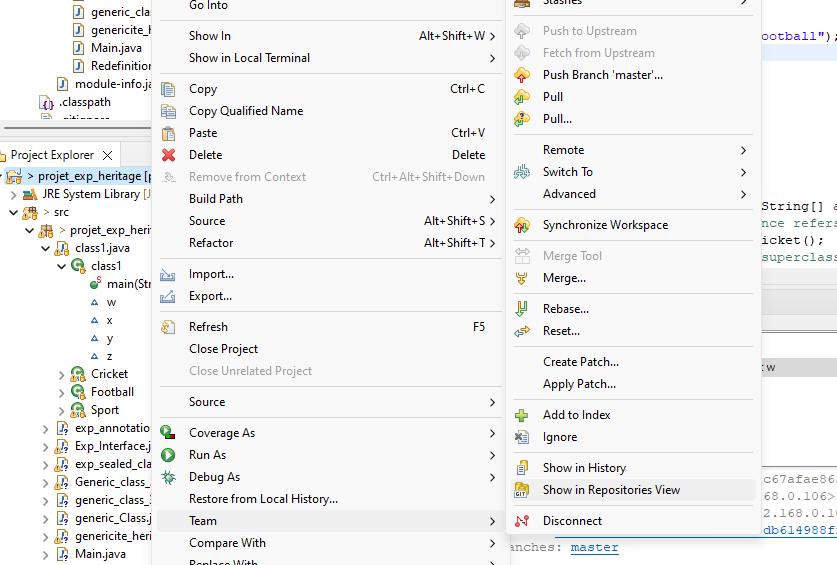 generic_clas
genericite_h
Main.java
Redefinition
module-info.ja
.classpath
.gitignore
Project Explorer
> projet_exp_heritage [p
JRE System Library [J
> src
> projet_exp_heri
class1.java
class1
main(Str
w
x
y
z
Cricket
Football
Sport
exp_annotatio
Exp_Interface.j
exp_sealed_cla
Generic_class_
generic_class_
generic_Class.j
genericite_heri
Main.java
Go Into
Show In Alt+Shift+W >
Show in Local Terminal >
Copy Ctrl+C
Copy Qualified Name
Paste Ctrl+V
Delete Delete
Remove from Context Ctrl+Alt+Shift+Down
Build Path >
Source Alt+Shift+S >
Refactor Alt+Shift+T >
Import...
Export...
Refresh F5
Close Project
Close Unrelated Project
Source >
Coverage As >
Run As >
Debug As >
Restore from Local History...
Team >
Compare With >
Replace With >
Stashes >
Push to Upstream
Fetch from Upstream
Push Branch 'master'...
Pull
Pull...
Remote >
Switch To >
Advanced >
Synchronize Workspace
Merge Tool
Merge...
Rebase...
Reset...
Create Patch...
Apply Patch...
Add to Index
Ignore
Show in History
Show in Repositories View
Disconnect
ootball");
String[] a
nce refers
icket();
superclass
tw
c67afae86
68.0.106>
2.168.0.10
db614988f
anches: master